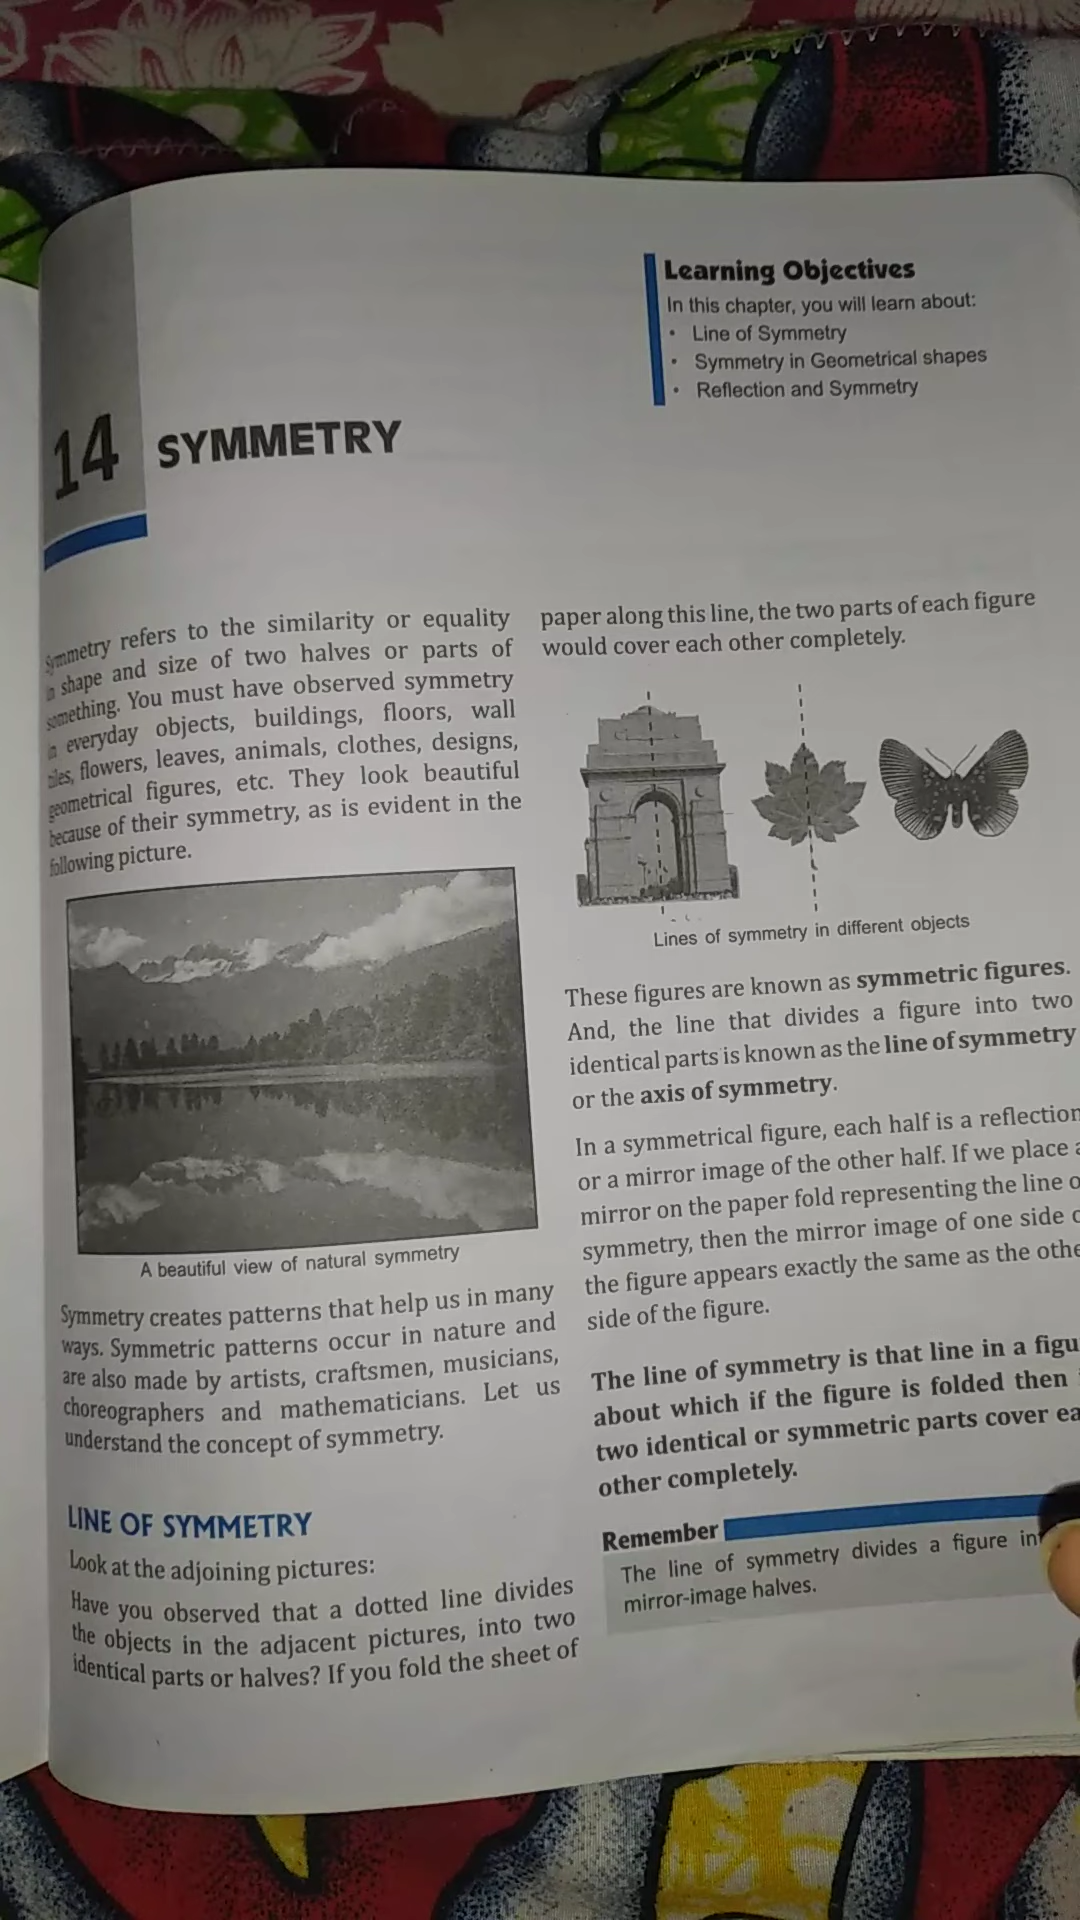 Learning Objectives
In this chapter, you will learn about:
• Line of Symmetry
• Symmetry in Geometrical shapes
• Reflection and Symmetry
14 SYMMETRY
Symmetry refers to the similarity or equality
in shape and size of two halves or parts of
something. You must have observed symmetry
in everyday objects, buildings, floors, wall
tiles, flowers, leaves, animals, clothes, designs,
geometrical figures, etc. They look beautiful
because of their symmetry, as is evident in the
following picture.
A beautiful view of natural symmetry
Symmetry creates patterns that help us in many
ways. Symmetric patterns occur in nature and
are also made by artists, craftsmen, musicians,
choreographers and mathematicians. Let us
understand the concept of symmetry.
LINE OF SYMMETRY
Look at the adjoining pictures:
Have you observed that a dotted line divides
the objects in the adjacent pictures, into two
identical parts or halves? If you fold the sheet of
paper along this line, the two parts of each figure
would cover each other completely.
Lines of symmetry in different objects
These figures are known as symmetric figures.
And, the line that divides a figure into two
identical parts is known as the line of symmetry
or the axis of symmetry.
In a symmetrical figure, each half is a reflection
or a mirror image of the other half. If we place
mirror on the paper fold representing the line
symmetry, then the mirror image of one side
the figure appears exactly the same as the
side of the figure.
The line of symmetry is that line in a
about which if the figure is folded then
two identical or symmetric parts cover
other completely.
Remember
The line of symmetry divides a figure
mirror-image halves.